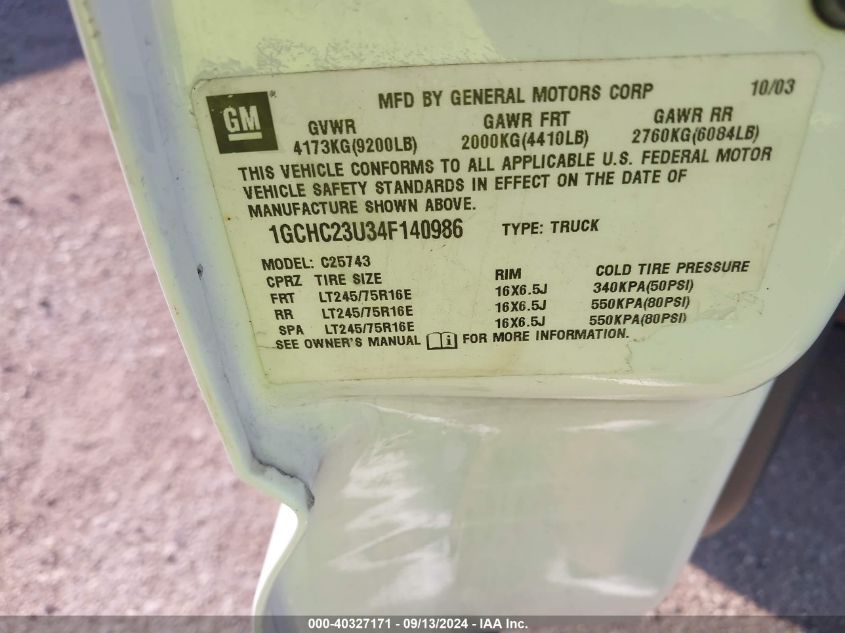 GM
MFD BY GENERAL MOTORS CORP 10/03
GVWR GAWR FRT GAWR RR
4173KG(9200LB) 2000KG(4410LB) 2760KG(6084LB)
THIS VEHICLE CONFORMS TO ALL APPLICABLE U.S. FEDERAL MOTOR
VEHICLE SAFETY STANDARDS IN EFFECT ON THE DATE OF
MANUFACTURE SHOWN ABOVE.
1GCHC23U34F140986 TYPE: TRUCK
MODEL: C25743
CPRZ TIRE SIZE RIM COLD TIRE PRESSURE
FRT LT245/75R16E 16X6.5J 340KPA(50PSI)
RR LT245/75R16E 16X6.5J 550KPA(80PSI)
SPA LT245/75R16E 16X6.5J 550KPA(80PSI)
SEE OWNER'S MANUAL i FOR MORE INFORMATION.
000-40327171 - 09/13/2024 - IAA Inc.